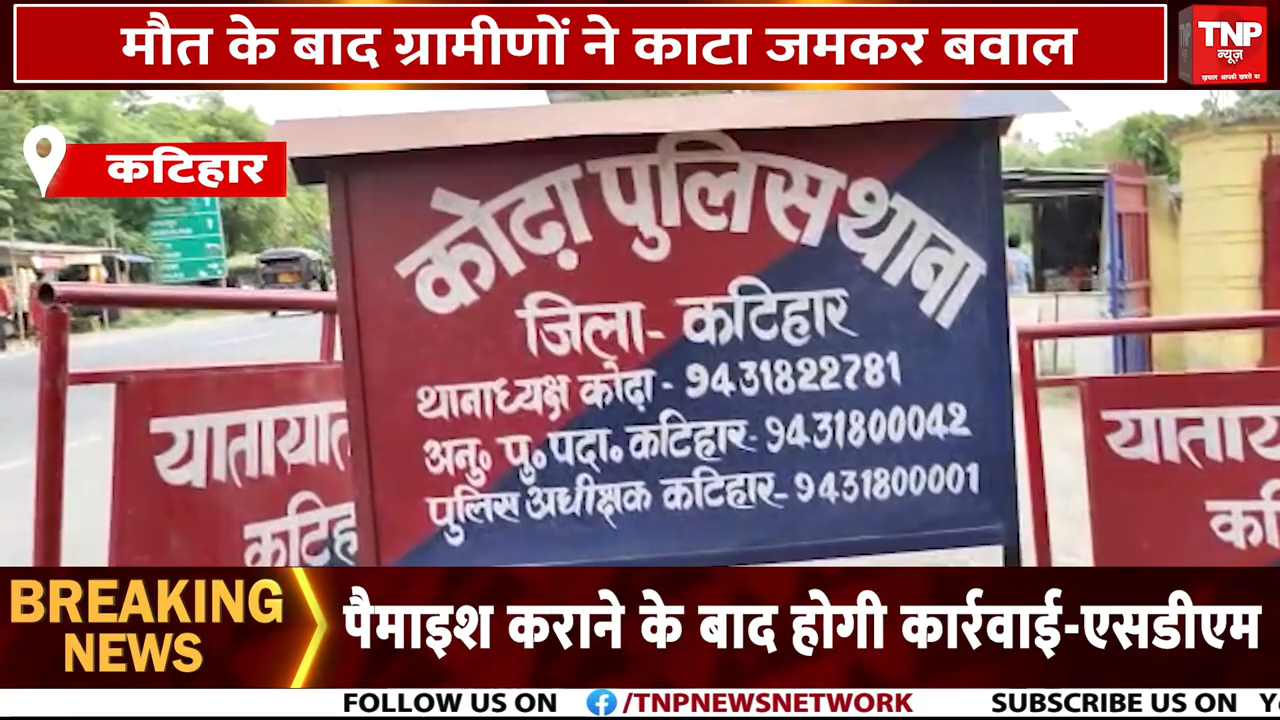 मौत के बाद ग्रामीणों ने काटा जमकर बवाल
TNP
न्यूज़
कटिहार
कोढ़ा पुलिस थाना
जिला- कटिहार
थानाध्यक्ष कोढ़ा - 9431822781
अनु० पु० पदा० कटिहार- 9431800042
पुलिस अधीक्षक कटिहार- 9431800001
यातायात
कटिह
याताय
कटि
BREAKING
NEWS
पैमाइश कराने के बाद होगी कार्रवाई-एसडीएम
FOLLOW US ON /TNPNEWSNETWORK SUBSCRIBE US ON